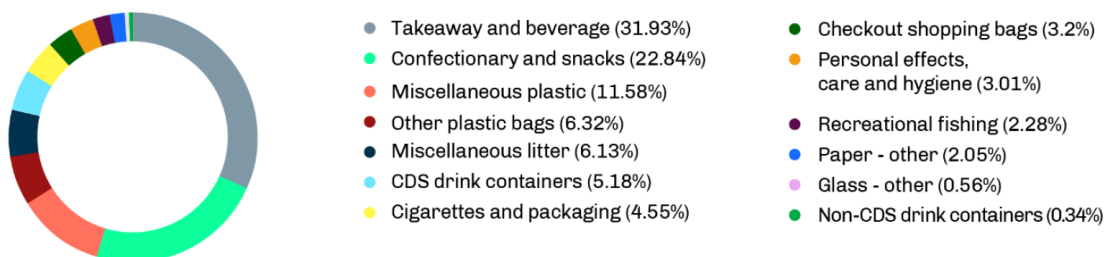 Takeaway and beverage (31.93%)
Confectionary and snacks (22.84%)
Miscellaneous plastic (11.58%)
Other plastic bags (6.32%)
Miscellaneous litter (6.13%)
CDS drink containers (5.18%)
Cigarettes and packaging (4.55%)
Checkout shopping bags (3.2%)
Personal effects,
care and hygiene (3.01%)
Recreational fishing (2.28%)
Paper - other (2.05%)
Glass - other (0.56%)
Non-CDS drink containers (0.34%)